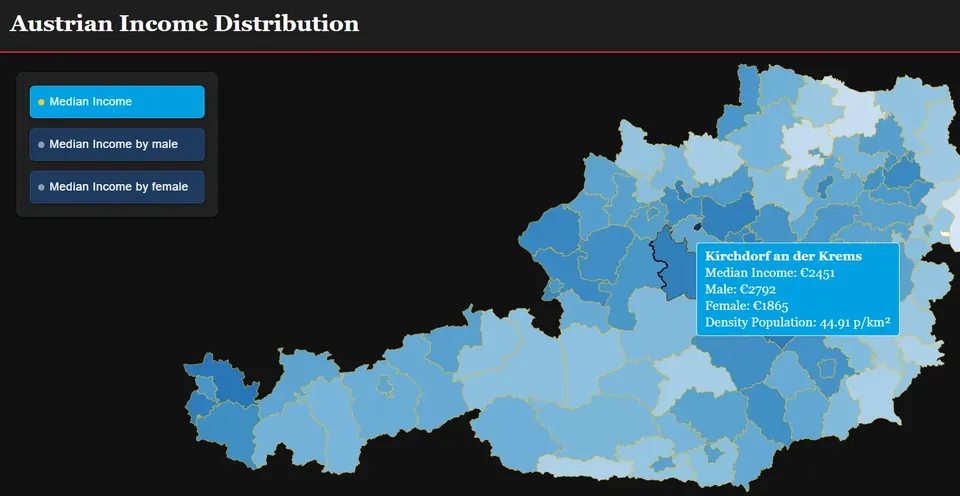 Austrian Income Distribution
Median Income
Median Income by male
Median Income by female
Kirchdorf an der Krems
Median Income: €2451
Male: €2792
Female: €1865
Density Population: 44.91 p/km²